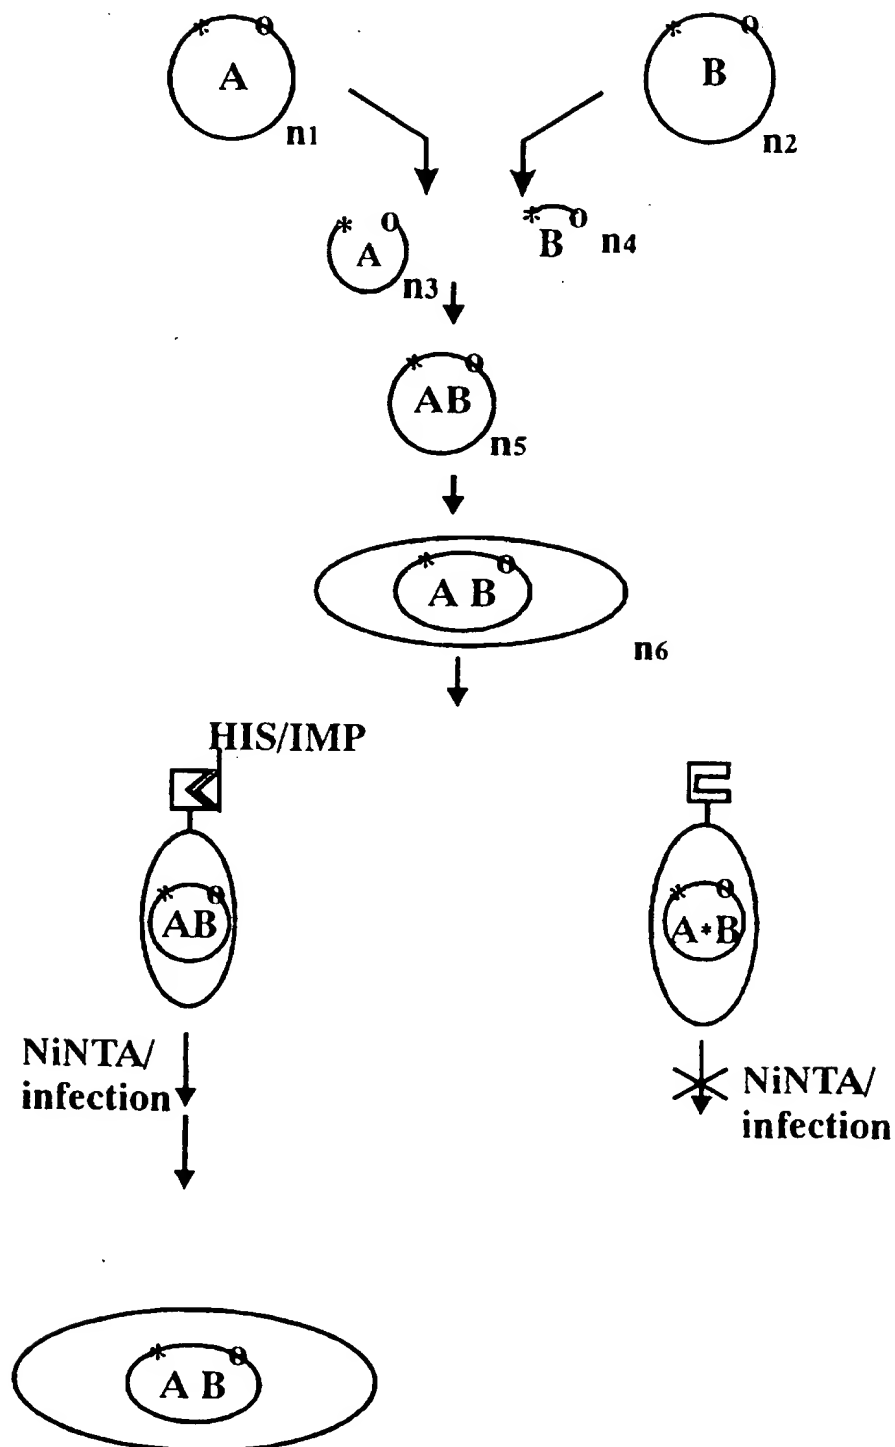 * o
A
n1
* o
B
n2
* o
A
n3
* o
B
n4
* o
AB
n5
* o
A B
n6
HIS/IMP
* o
AB
* o
A*B
NiNTA/
infection
NiNTA/
infection
* o
A B